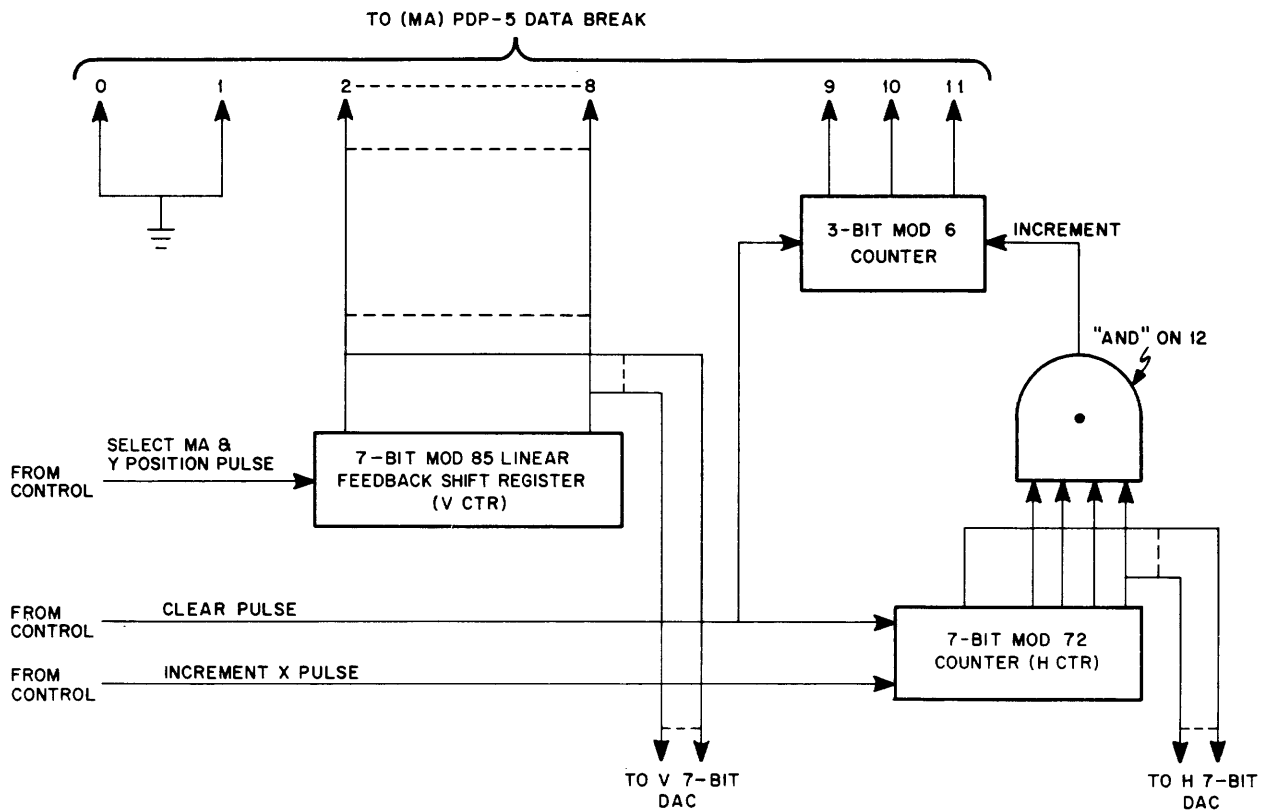 TO (MA) PDP-5 DATA BREAK
0 1 2 8 9 10 11
3-BIT MOD 6
COUNTER
INCREMENT
"AND" ON 12
SELECT MA &
Y POSITION PULSE
FROM
CONTROL
7-BIT MOD 85 LINEAR
FEEDBACK SHIFT REGISTER
(V CTR)
FROM
CONTROL
CLEAR PULSE
FROM
CONTROL
INCREMENT X PULSE
7-BIT MOD 72
COUNTER (H CTR)
TO V 7-BIT
DAC
TO H 7-BIT
DAC